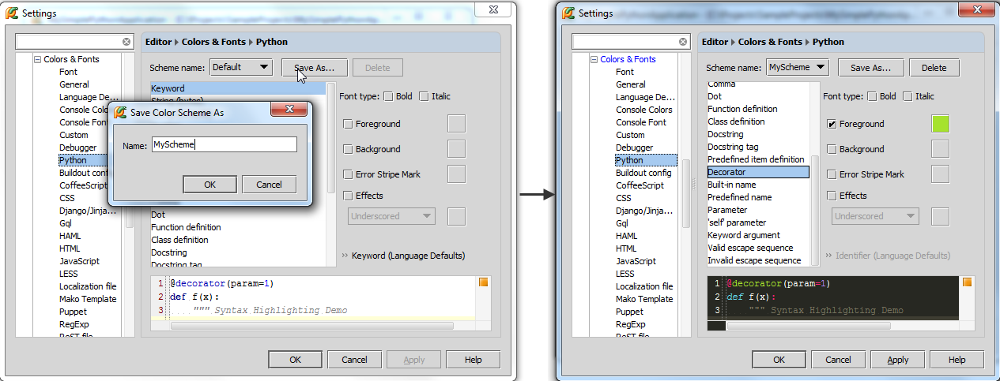 Settings
Editor ▸ Colors & Fonts ▸ Python
Colors & Fonts
Font
General
Language De...
Console Colo
Console Font
Custom
Debugger
Python
Buildout config
CoffeeScript
CSS
Django/Jinja...
Gql
HAML
HTML
JavaScript
LESS
Localization file
Mako Template
Puppet
RegExp
ReST file
Scheme name: Default Save As... Delete
Keyword
String (bytes)
Dot
Function definition
Class definition
Docstring
Docstring tag
Save Color Scheme As
Name: MyScheme
OK Cancel
Font type: Bold Italic
Foreground
Background
Error Stripe Mark
Effects
Underscored
>> Keyword (Language Defaults)
1 @decorator(param=1)
2 def f(x):
3 """ Syntax Highlighting Demo
OK Cancel Apply Help
Settings
Editor ▸ Colors & Fonts ▸ Python
Colors & Fonts
Font
General
Language De...
Console Colors
Console Font
Custom
Debugger
Python
Buildout config
CoffeeScript
CSS
Django/Jinja...
Gql
HAML
HTML
JavaScript
LESS
Localization file
Mako Template
Puppet
RegExp
ReST file
Scheme name: MyScheme Save As... Delete
Comma
Dot
Function definition
Class definition
Docstring
Docstring tag
Predefined item definition
Decorator
Built-in name
Predefined name
Parameter
'self' parameter
Keyword argument
Valid escape sequence
Invalid escape sequence
Font type: Bold Italic
Foreground
Background
Error Stripe Mark
Effects
Underscored
>> Identifier (Language Defaults)
1 @decorator(param=1)
2 def f(x):
3 """ Syntax Highlighting Demo
OK Cancel Apply Help